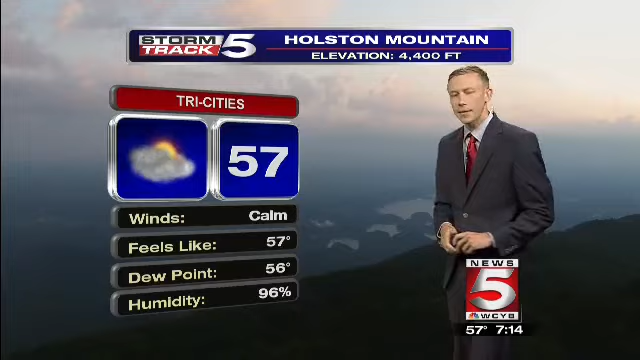 STORM
TRACK 5
HOLSTON MOUNTAIN
ELEVATION: 4,400 FT
TRI-CITIES
57
Winds: Calm
Feels Like: 57°
Dew Point: 56°
Humidity: 96%
NEWS
5
WCYB
57° 7:14